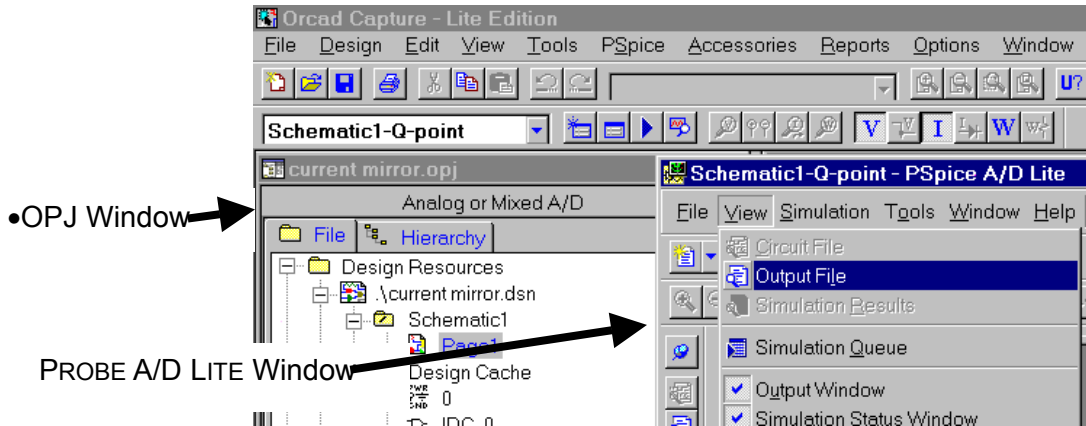 Orcad Capture - Lite Edition
File Design Edit View Tools PSpice Accessories Reports Options Window
U?
Schematic1-Q-point
V I W
current mirror.opj
Analog or Mixed A/D
File Hierarchy
Design Resources
.\current mirror.dsn
Schematic1
Page1
Design Cache
0
•OPJ Window
PROBE A/D LITE Window
Schematic1-Q-point - PSpice A/D Lite
File View Simulation Tools Window Help
Circuit File
Output File
Simulation Results
Simulation Queue
Output Window
Simulation Status Window